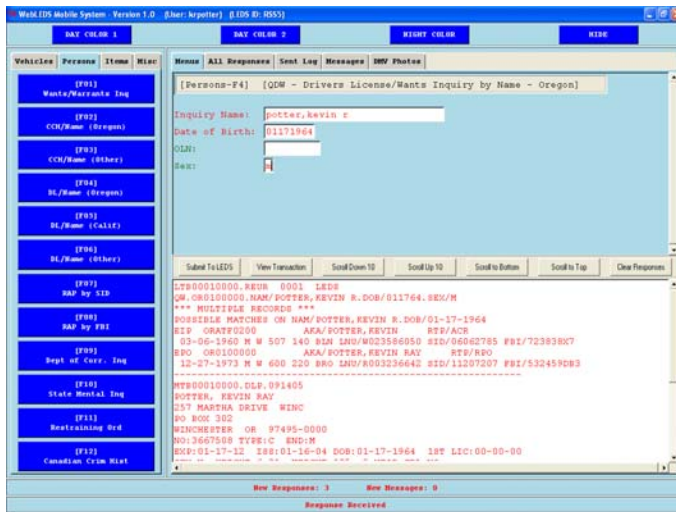 WebLEDS Mobile System - Version 1.0 (User: krpotter) (LEDS ID: RSS5)
DAY COLOR 1 DAY COLOR 2 NIGHT COLOR HIDE
Vehicles Persons Items Misc
Menus All Responses Sent Log Messages DMV Photos
[F01]
Wants/Warrants Inq
[F02]
CCH/Name (Oregon)
[F03]
CCH/Name (Other)
[F04]
DL/Name (Oregon)
[F05]
DL/Name (Calif)
[F06]
DL/Name (Other)
[F07]
RAP by SID
[F08]
RAP by FBI
[F09]
Dept of Corr. Inq
[F10]
State Mental Inq
[F11]
Restraining Ord
[F12]
Canadian Crim Hist
[Persons-F4] [QDW - Drivers License/Wants Inquiry by Name - Oregon]
Inquiry Name: potter,kevin r
Date of Birth: 01171964
OLN:
Sex: m
Submit To LEDS View Transaction Scroll Down 10 Scroll Up 10 Scroll to Bottom Scroll to Top Clear Responses
LTB00010000.REUR 0001 LEDS
QW.OR0100000.NAM/POTTER,KEVIN R.DOB/011764.SEX/M
*** MULTIPLE RECORDS ***
POSSIBLE MATCHES ON NAM/POTTER,KEVIN R.DOB/01-17-1964
EIP ORATF0200 AKA/POTTER,KEVIN RTP/ACR
03-06-1960 M W 507 140 BLN LNU/W023586050 SID/06062785 FBI/723838X7
EPO OR0100000 AKA/POTTER,KEVIN RAY RTP/RPO
12-27-1973 M W 600 220 BRO LNU/R003236642 SID/11207207 FBI/532459DB3
MTB00010000.DLP.091405
POTTER, KEVIN RAY
257 MARTHA DRIVE WINC
PO BOX 302
WINCHESTER OR 97495-0000
NO:3667508 TYPE:C END:M
EXP:01-17-12 ISS:01-16-04 DOB:01-17-1964 1ST LIC:00-00-00
New Responses: 3 New Messages: 0
Response Received